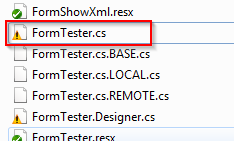 FormShowXml.resx
FormTester.cs
FormTester.cs.BASE.cs
FormTester.cs.LOCAL.cs
FormTester.cs.REMOTE.cs
FormTester.Designer.cs
FormTester.resx